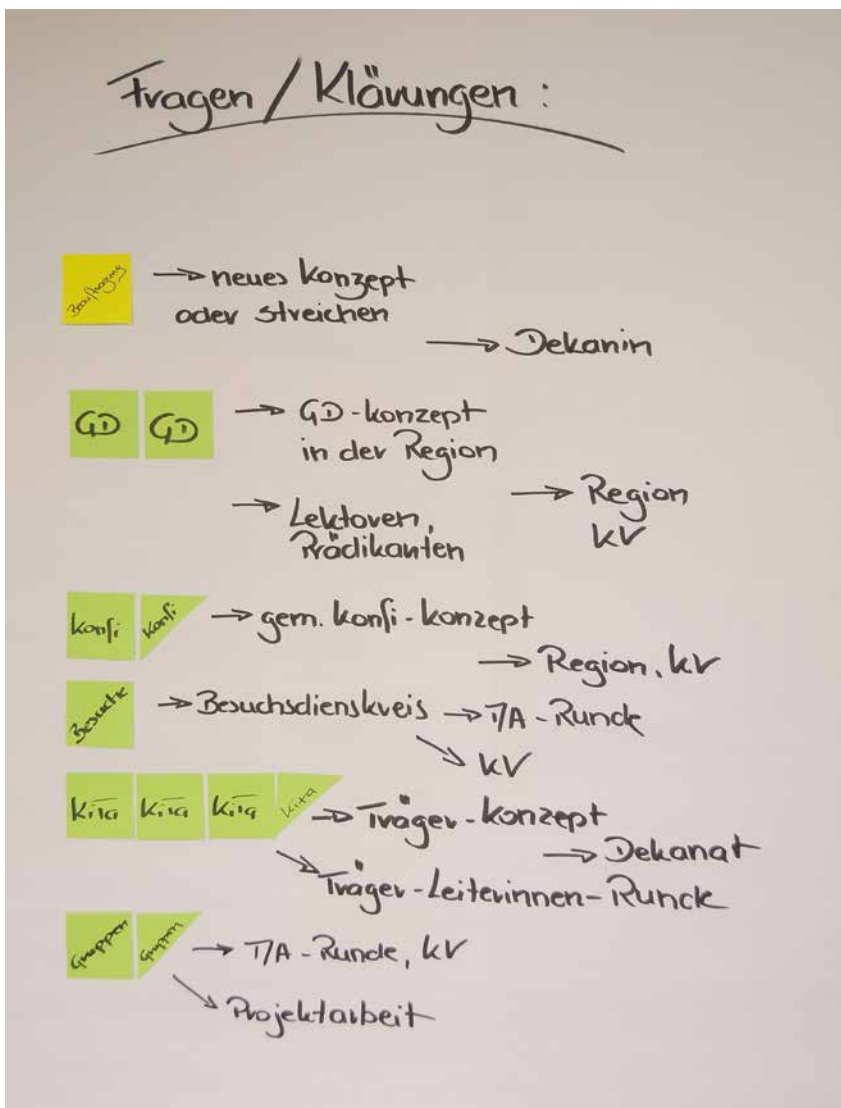 Fragen / Klärungen :
Beauftragung → neues Konzept
oder streichen
→ Dekanin
GD GD → GD-Konzept
in der Region
→ Lektoren,
Prädikanten
→ Region
KV
Konfi Konfi → gem. Konfi-Konzept
→ Region, KV
Besuche → Besuchsdienskreis → T/A-Runde
→ KV
Kita Kita Kita Kita → Träger-Konzept
→ Dekanat
→ Träger-Leiterinnen-Runde
Gruppen Gruppen → T/A-Runde, KV
→ Projektarbeit